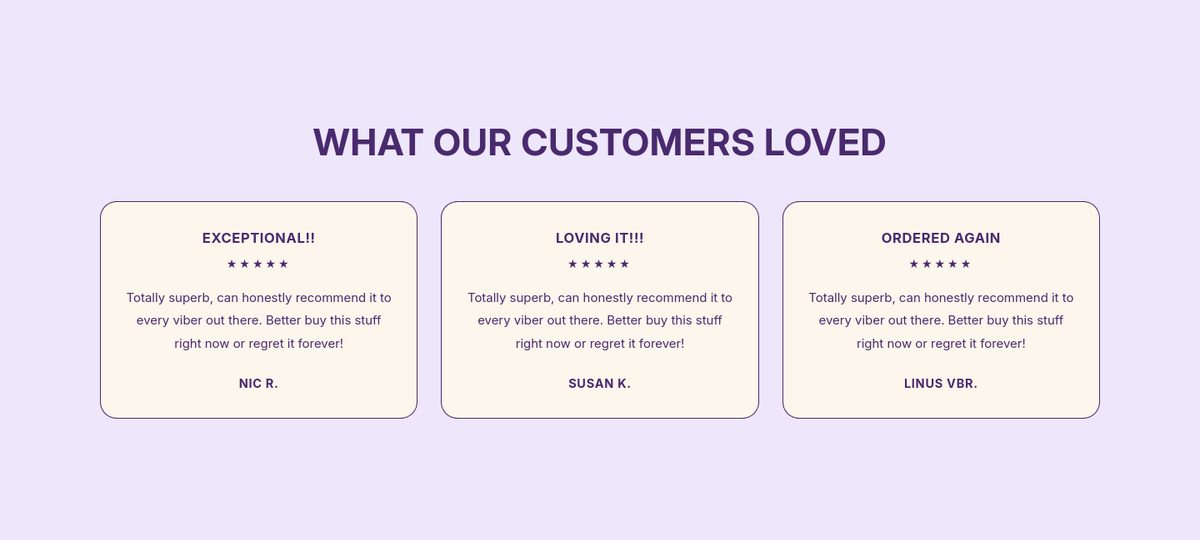 WHAT OUR CUSTOMERS LOVED
EXCEPTIONAL!!
★★★★★
Totally superb, can honestly recommend it to
every viber out there. Better buy this stuff
right now or regret it forever!
NIC R.
LOVING IT!!!
★★★★★
Totally superb, can honestly recommend it to
every viber out there. Better buy this stuff
right now or regret it forever!
SUSAN K.
ORDERED AGAIN
★★★★★
Totally superb, can honestly recommend it to
every viber out there. Better buy this stuff
right now or regret it forever!
LINUS VBR.